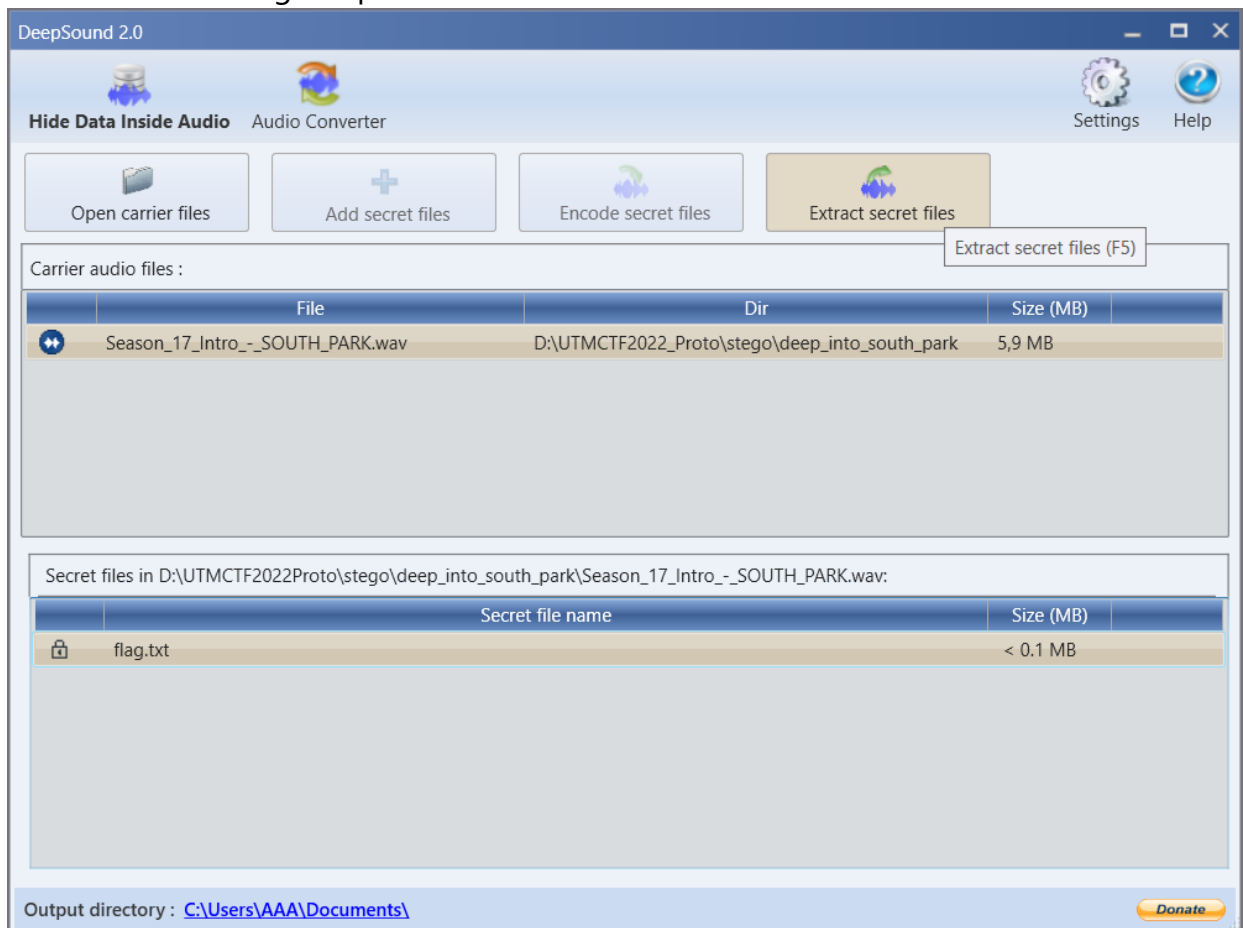 DeepSound 2.0
Hide Data Inside Audio Audio Converter Settings Help
Open carrier files Add secret files Encode secret files Extract secret files
Extract secret files (F5)
Carrier audio files :
File Dir Size (MB)
Season_17_Intro_-_SOUTH_PARK.wav D:\UTMCTF2022_Proto\stego\deep_into_south_park 5,9 MB
Secret files in D:\UTMCTF2022Proto\stego\deep_into_south_park\Season_17_Intro_-_SOUTH_PARK.wav:
Secret file name Size (MB)
flag.txt < 0.1 MB
Output directory : C:\Users\AAA\Documents\ Donate